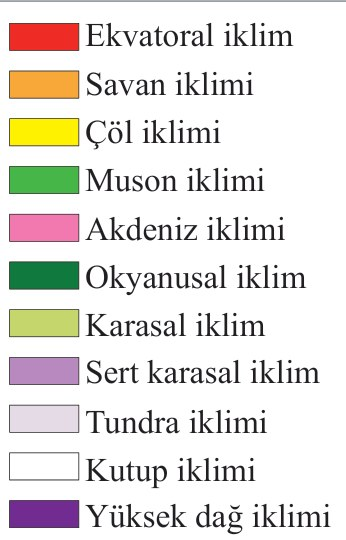 Ekvatoral iklim
Savan iklimi
Çöl iklimi
Muson iklimi
Akdeniz iklimi
Okyanusal iklim
Karasal iklim
Sert karasal iklim
Tundra iklimi
Kutup iklimi
Yüksek dağ iklimi